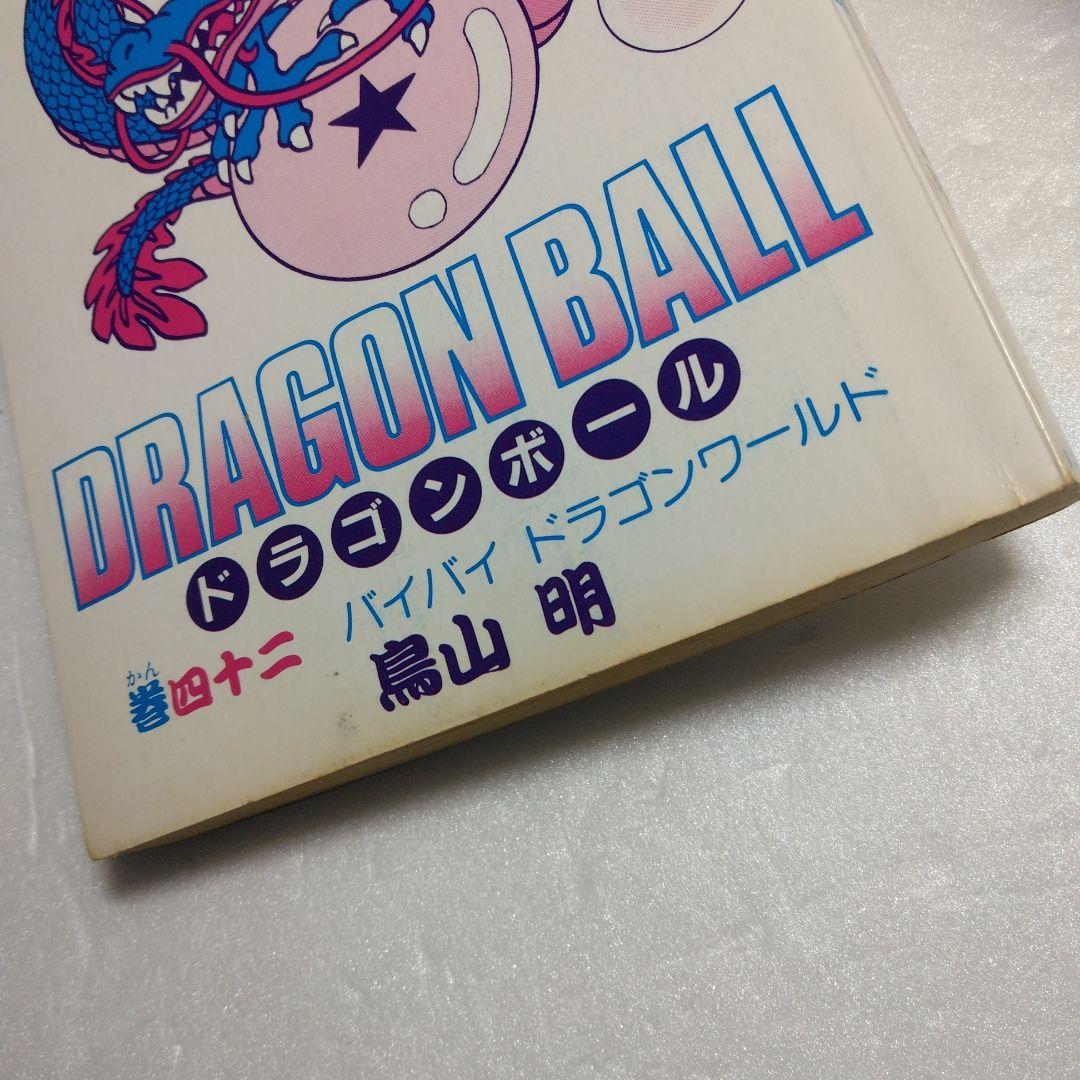 DRAGON BALL
ドラゴンボール
バイバイ ドラゴンワールド
かん
巻四十二
鳥山 明